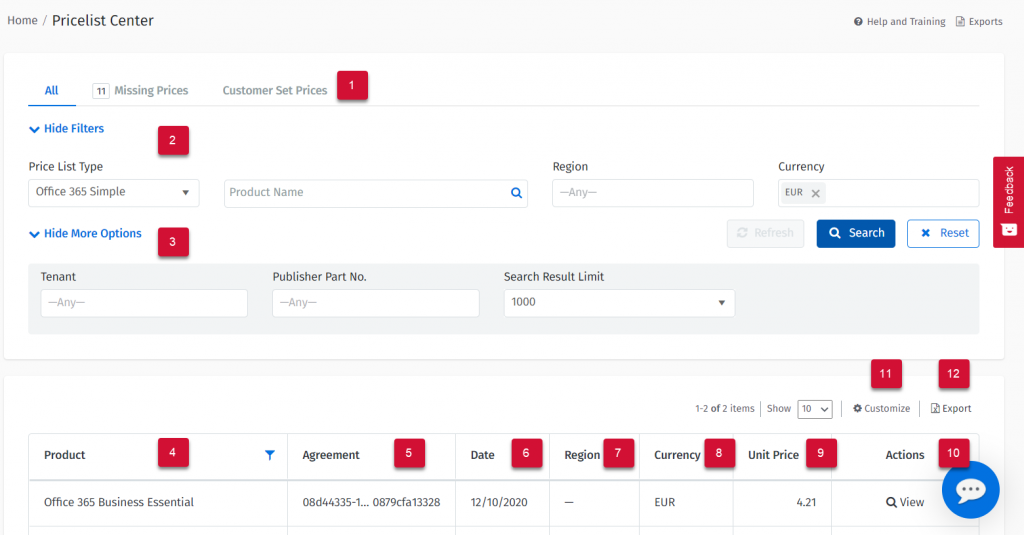 Home / Pricelist Center
Help and Training Exports
All 11 Missing Prices Customer Set Prices 1
Hide Filters 2
Price List Type Region Currency
Office 365 Simple Product Name —Any— EUR
Feedback
Hide More Options 3 Refresh Search Reset
Tenant Publisher Part No. Search Result Limit
—Any— —Any— 1000
11 12
1-2 of 2 items Show 10 Customize Export
Product 4 Agreement 5 Date 6 Region 7 Currency 8 Unit Price 9 Actions 10
Office 365 Business Essential 08d44335-1... 0879cfa13328 12/10/2020 — EUR 4.21 View